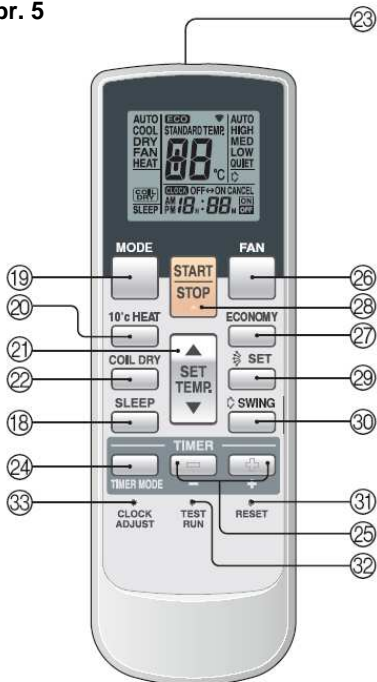 br. 5
23
AUTO ECO AUTO
COOL STANDARD TEMP. HIGH
DRY MED
FAN 88 °C LOW
HEAT QUIET
COIL DRY CLOCK OFF↔ON CANCEL
SLEEP AM PM 18:88 ON OFF
MODE FAN
19 START STOP 26
20 28
10°C HEAT ECONOMY
21 27
COIL DRY SET
22 SET TEMP. 29
SLEEP SWING
18 30
TIMER
24 − +
TIMER MODE − +
33 31
CLOCK ADJUST TEST RUN RESET
25
32